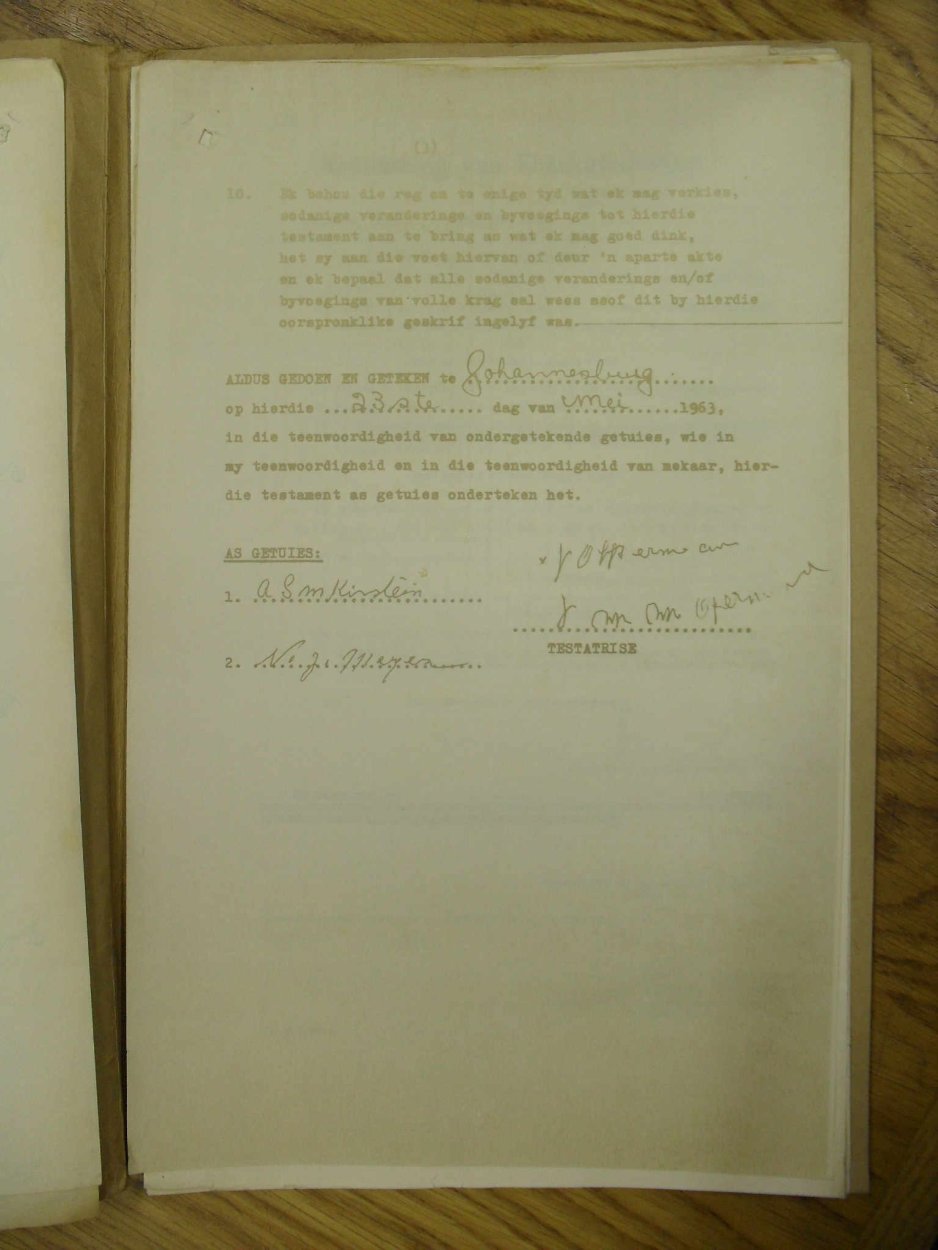 (3)
10. Ek behou die reg om te enige tyd wat ek mag verkies,
sodanige veranderings en byvoegings tot hierdie
testament aan te bring as wat ek mag goed dink,
het sy aan die voet hiervan of deur 'n aparte akte
en ek bepaal dat alle sodanige veranderings en/of
byvoegings van volle krag sal wees asof dit by hierdie
oorspronklike geskrif ingelyf was.
ALDUS GEDOEN EN GETEKEN te Johannesburg
op hierdie 23ste dag van Mei 1963,
in die teenwoordigheid van ondergetekende getuies, wie in
my teenwoordigheid en in die teenwoordigheid van mekaar, hier-
die testament as getuies onderteken het.
AS GETUIES:
J Opperman
1. A S M Kirstein
J M M Operman
TESTATRISE
2. N. J. Meyer